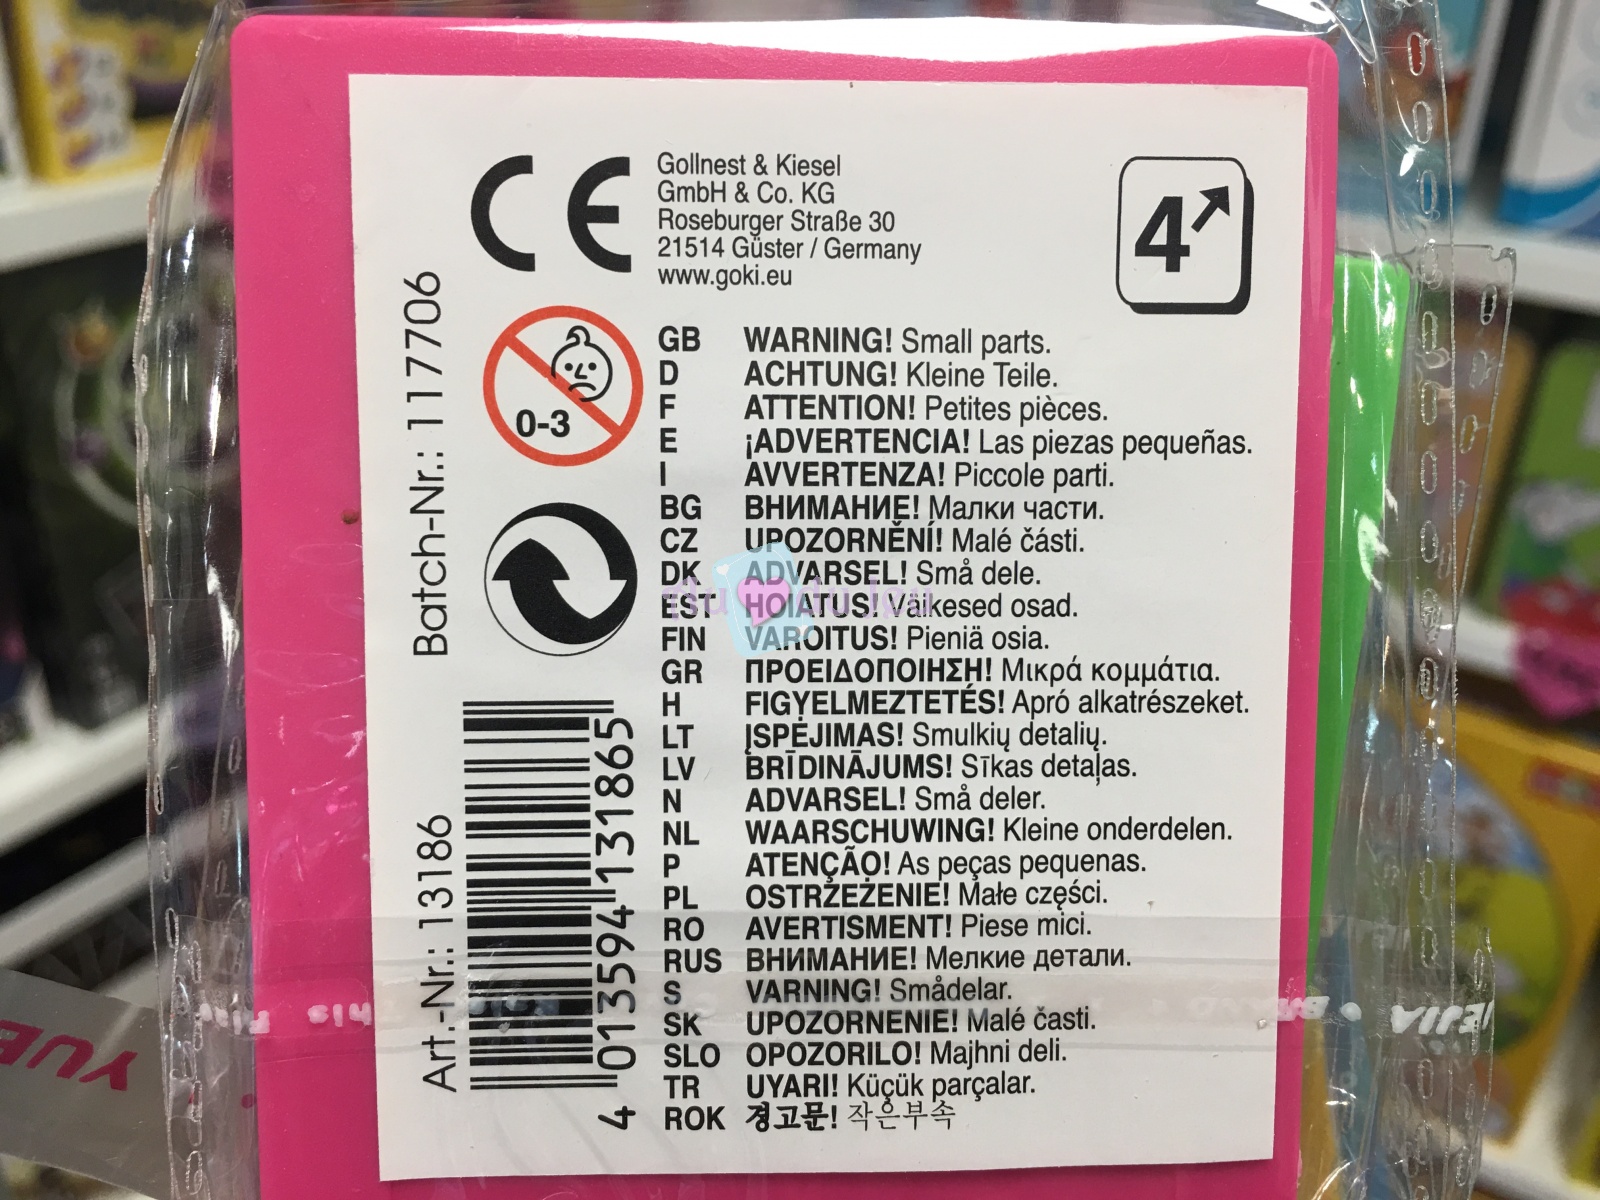 CE
Gollnest & Kiesel
GmbH & Co. KG
Roseburger Straße 30
21514 Güster / Germany
www.goki.eu
4
0-3
Batch-Nr.: 117706
Art.-Nr.: 13186
4 013594 131865
GB WARNING! Small parts.
D ACHTUNG! Kleine Teile.
F ATTENTION! Petites pièces.
E ¡ADVERTENCIA! Las piezas pequeñas.
I AVVERTENZA! Piccole parti.
BG ВНИМАНИЕ! Малки части.
CZ UPOZORNĚNÍ! Malé části.
DK ADVARSEL! Små dele.
EST HOIATUS! Väikesed osad.
FIN VAROITUS! Pieniä osia.
GR ΠΡΟΕΙΔΟΠΟΙΗΣΗ! Μικρά κομμάτια.
H FIGYELMEZTETÉS! Apró alkatrészeket.
LT ĮSPĖJIMAS! Smulkių detalių.
LV BRĪDINĀJUMS! Sīkas detaļas.
N ADVARSEL! Små deler.
NL WAARSCHUWING! Kleine onderdelen.
P ATENÇÃO! As peças pequenas.
PL OSTRZEŻENIE! Małe części.
RO AVERTISMENT! Piese mici.
RUS ВНИМАНИЕ! Мелкие детали.
S VARNING! Smådelar.
SK UPOZORNENIE! Malé časti.
SLO OPOZORILO! Majhni deli.
TR UYARI! Küçük parçalar.
ROK 경고문! 작은부속
YUE